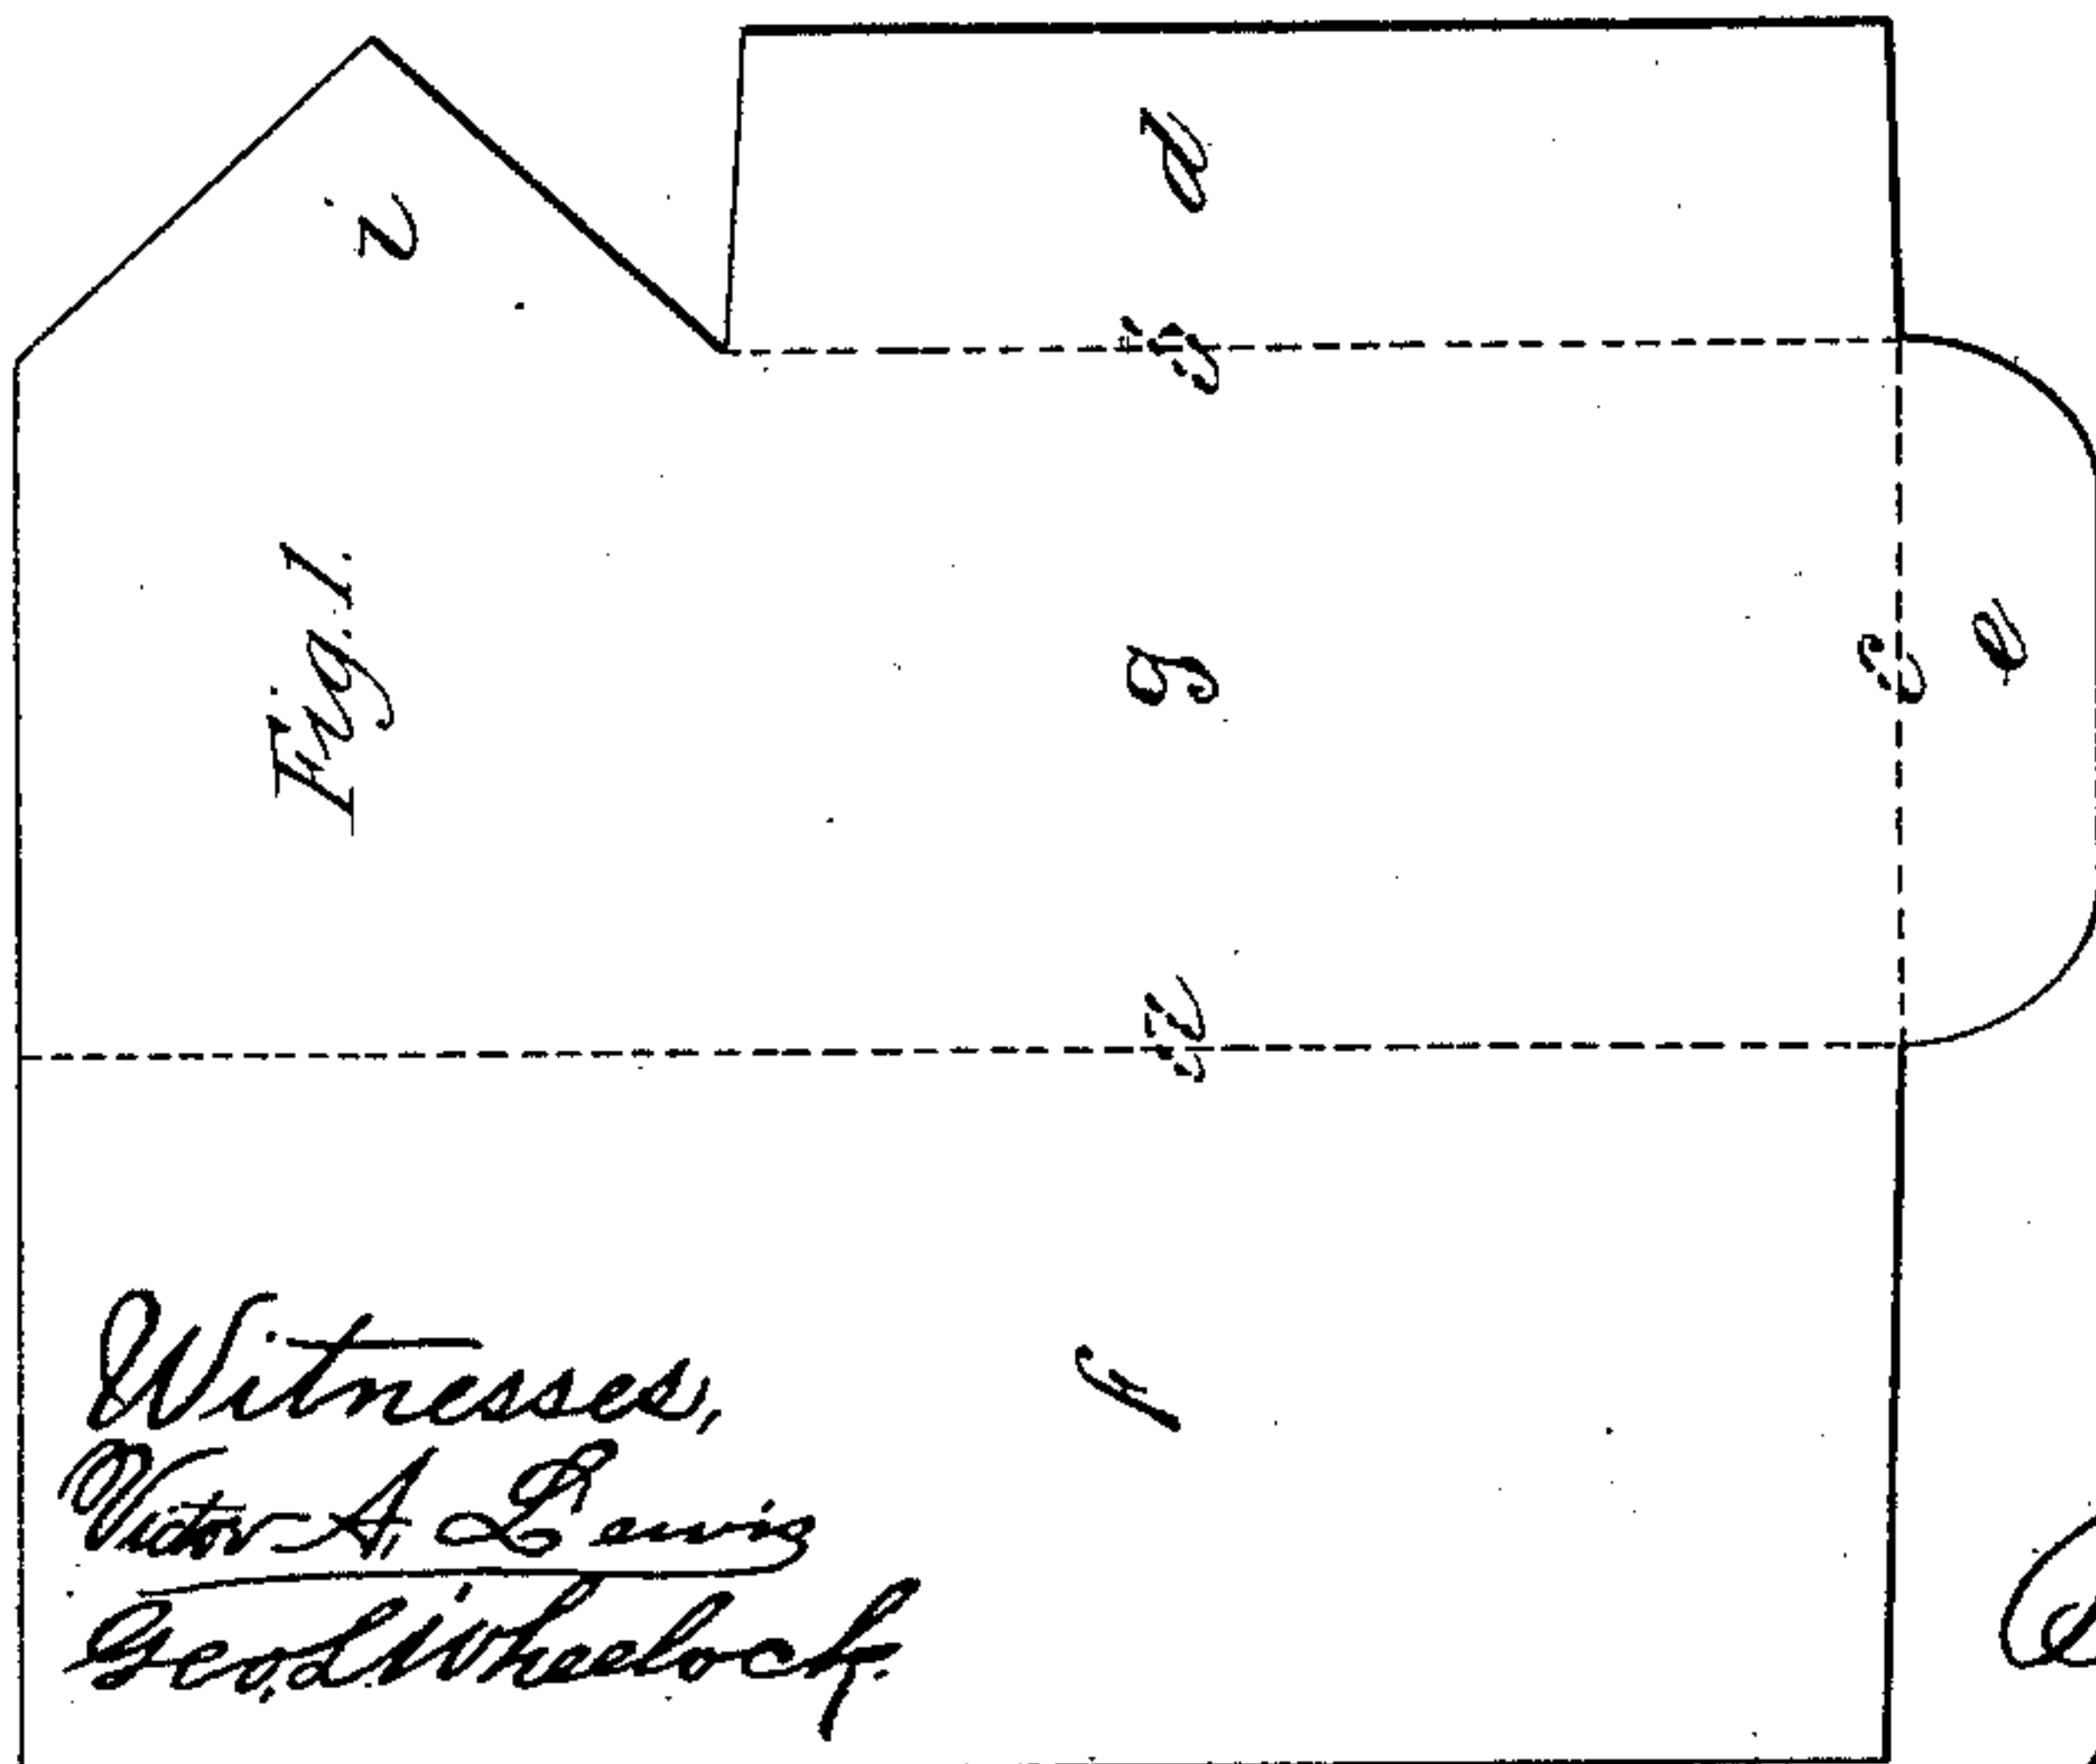 i
d
Fig. 1.
g
e
f
Witnesses,
Victor A. Lewis
Geo. L. Wheelock.